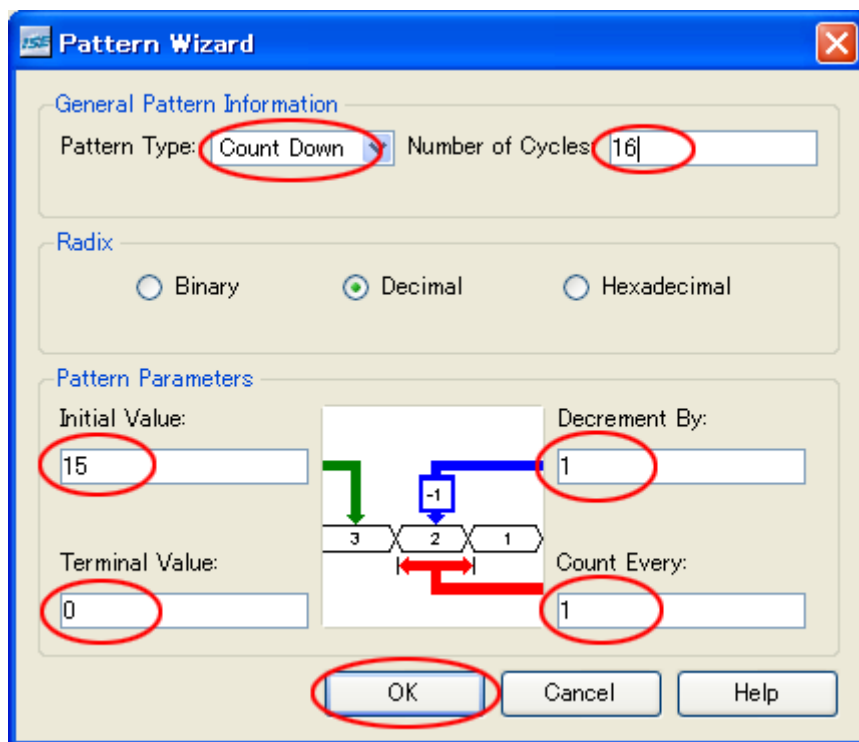 ISE Pattern Wizard
General Pattern Information
Pattern Type: Count Down Number of Cycles: 16
Radix
Binary Decimal Hexadecimal
Pattern Parameters
Initial Value: Decrement By:
15 1
-1
3 2 1
Terminal Value: Count Every:
0 1
OK Cancel Help